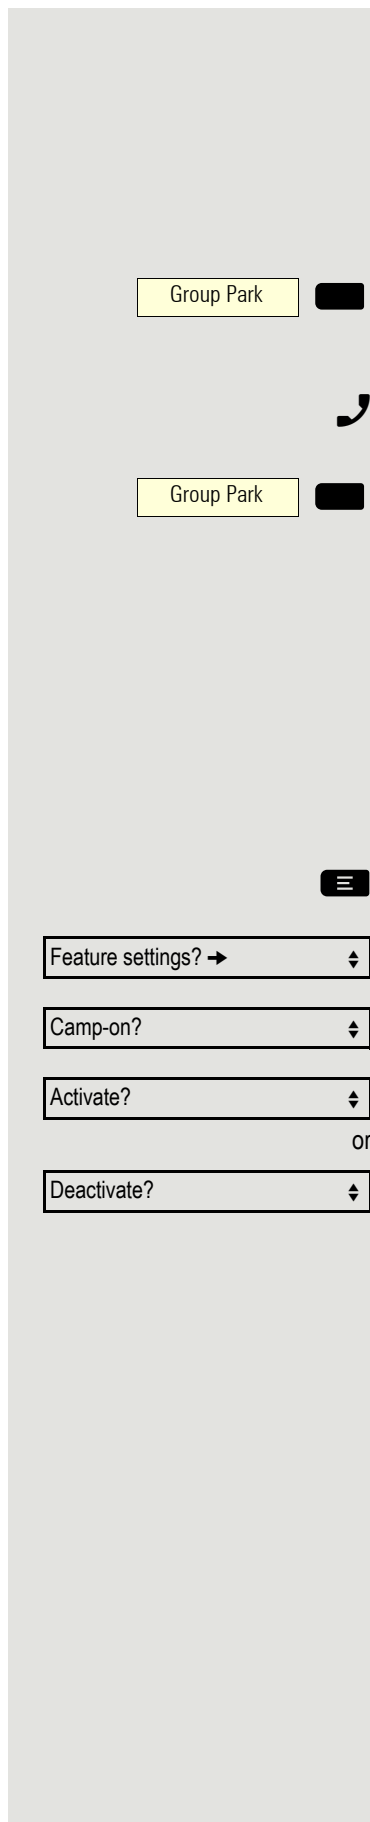 Group Park
Group Park
Feature settings? →
Camp-on?
Activate?
or
Deactivate?